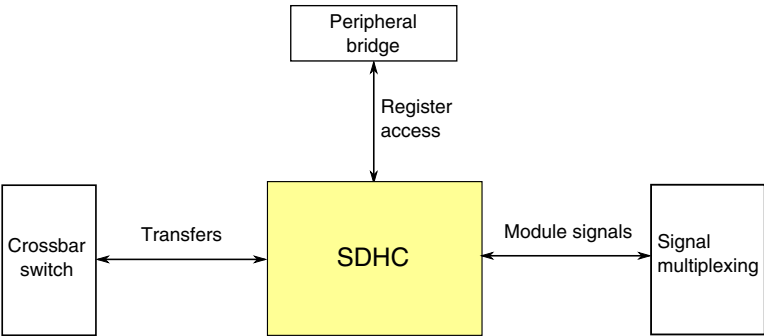 Peripheral
bridge
Register
access
Crossbar
switch
Transfers
SDHC
Module signals
Signal
multiplexing